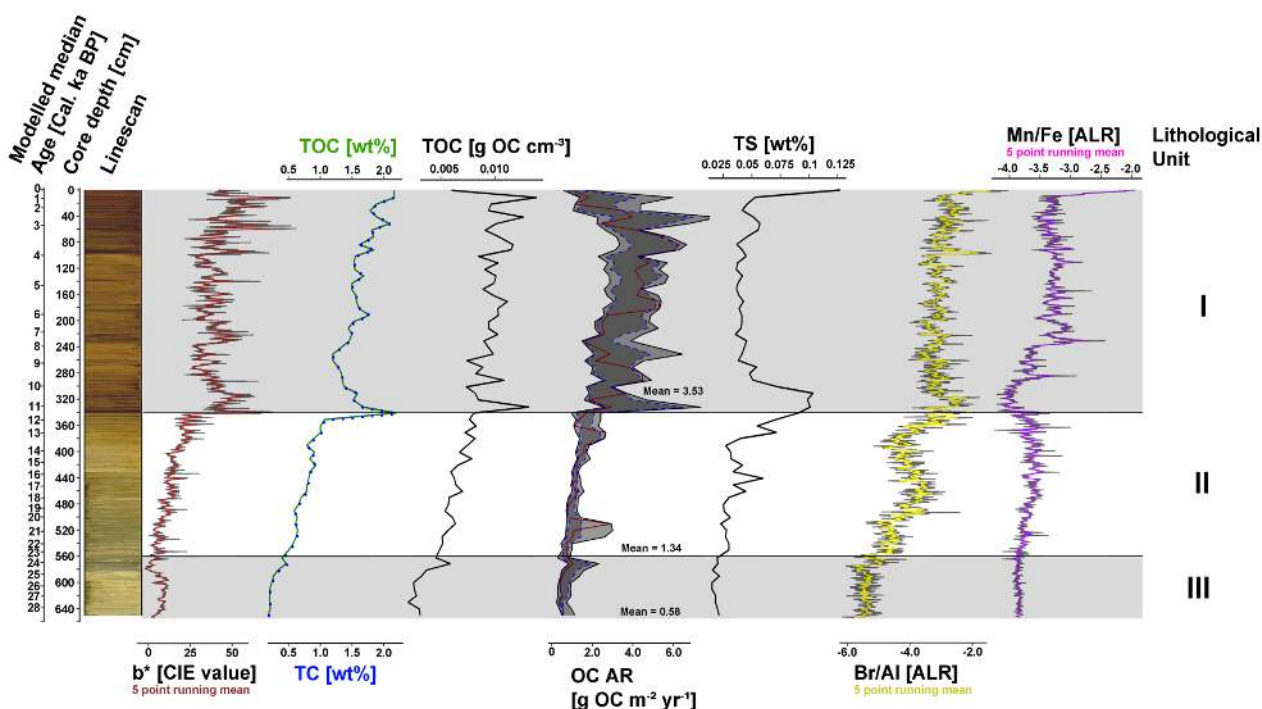 Modelled median
Age [Cal. ka BP]
Core depth [cm]
Linescan
TOC [wt%]
0.5 1.0 1.5 2.0
TOC [g OC cm-3]
0.005 0.010
TS [wt%]
0.025 0.05 0.075 0.1 0.125
Mn/Fe [ALR]
5 point running mean
-4.0 -3.5 -3.0 -2.5 -2.0
Lithological
Unit
0 0
1
2
40
3
80
4
120
5
160
6
200
7
8
240
9
280
10
320
11
12
360
13
14
400
15
16
440
17
18
480
19
20
520
21
22
23
560
24
25
26
600
27
28
640
Mean = 3.53
I
Mean = 1.34
II
Mean = 0.58
III
25 50
b* [CIE value]
5 point running mean
0.5 1.0 1.5 2.0
TC [wt%]
0 2.0 4.0 6.0
OC AR
[g OC m-2 yr-1]
-6.0 -4.0 -2.0
Br/Al [ALR]
5 point running mean